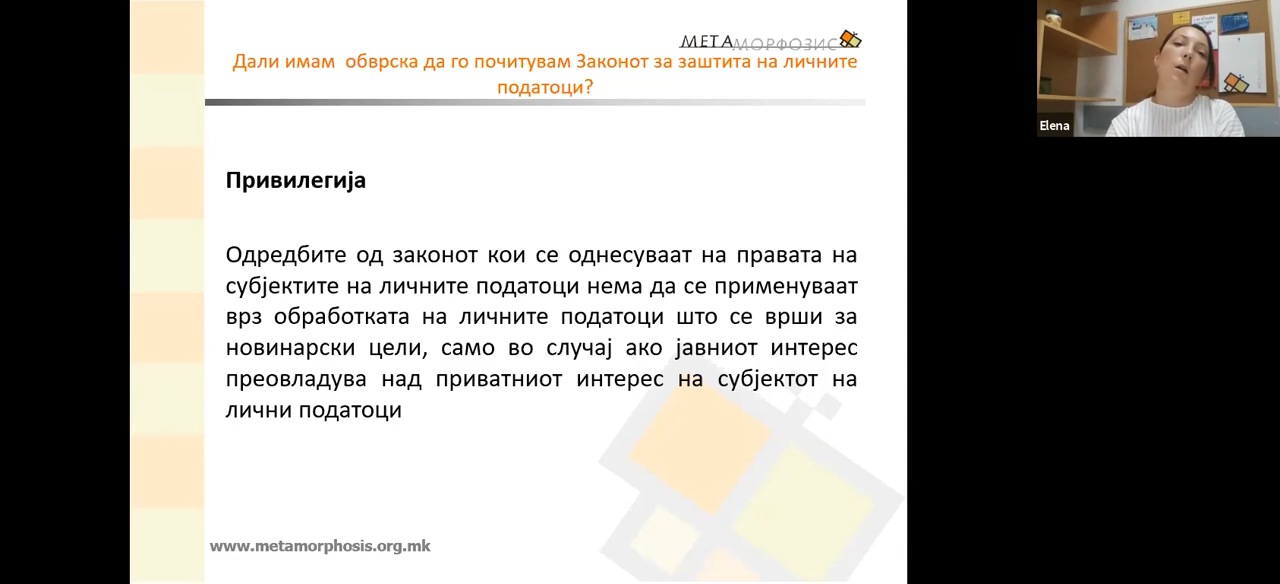 МЕТАМОРФОЗИС
Дали имам обврска да го почитувам Законот за заштита на личните
податоци?
Elena
Привилегија
Одредбите од законот кои се однесуваат на правата на
субјектите на личните податоци нема да се применуваат
врз обработката на личните податоци што се врши за
новинарски цели, само во случај ако јавниот интерес
преовладува над приватниот интерес на субјектот на
лични податоци
www.metamorphosis.org.mk